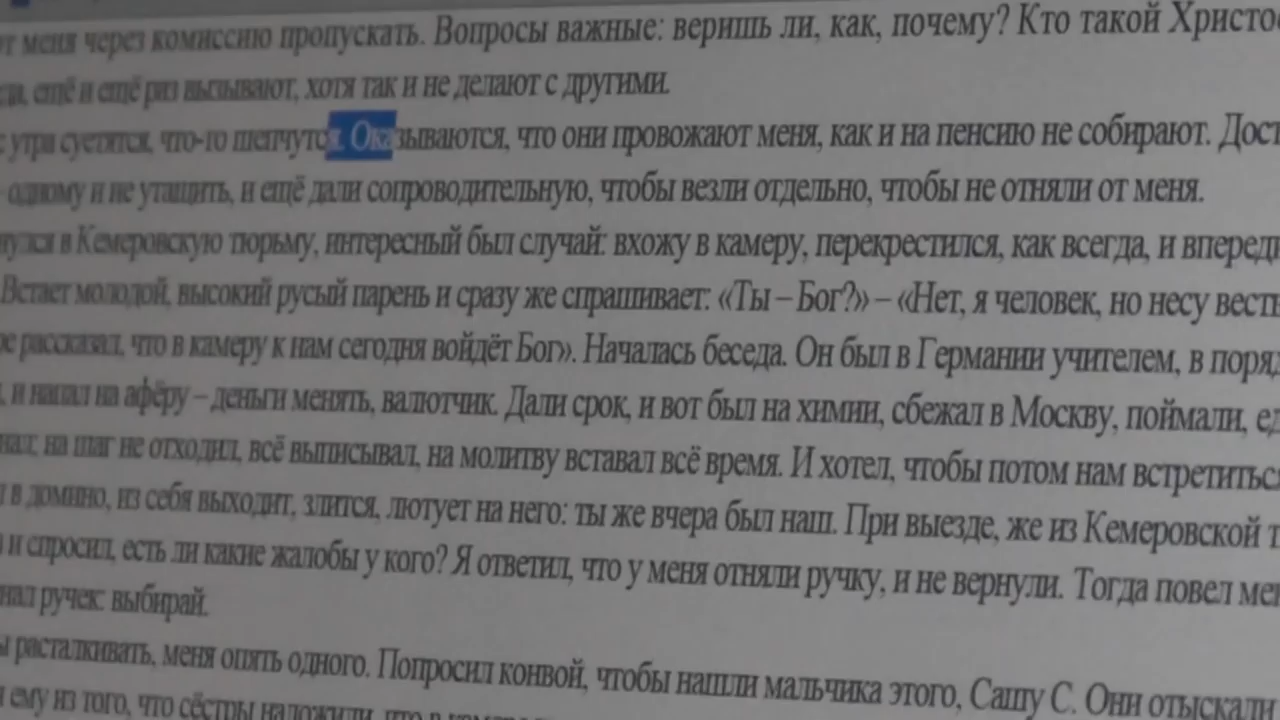 меня через комиссию пропускать. Вопросы важные: веришь ли, как, почему? Кто такой Христо
ещё и ещё раз вызывают, хотя так и не делают с другими.
с утра суетятся, что-то шепчутся. Оказываются, что они провожают меня, как и на пенсию не собирают. Дост
одному и не утащить, и ещё дали сопроводительную, чтобы везли отдельно, чтобы не отняли от меня.
нулся в Кемеровскую тюрьму, интересный был случай: вхожу в камеру, перекрестился, как всегда, и вперед
Встает молодой, высокий русый парень и сразу же спрашивает: «Ты – Бог?» – «Нет, я человек, но несу весть
рассказал, что в камеру к нам сегодня войдёт Бог». Началась беседа. Он был в Германии учителем, в поря
и напал на афёру – деньги менять, валютчик. Дали срок, и вот был на химии, сбежал в Москву, поймали, ед
на шаг не отходил, всё выписывал, на молитву вставал всё время. И хотел, чтобы потом нам встретиться
в домино, из себя выходит, злится, лютует на него: ты же вчера был наш. При выезде, же из Кемеровской т
и спросил, есть ли какие жалобы у кого? Я ответил, что у меня отняли ручку, и не вернули. Тогда повел мен
нал ручек: выбирай.
ы расталкивать, меня опять одного. Попросил конвой, чтобы нашли мальчика этого, Сашу С. Они отыскали
ему из того, что сёстры наложили, что в